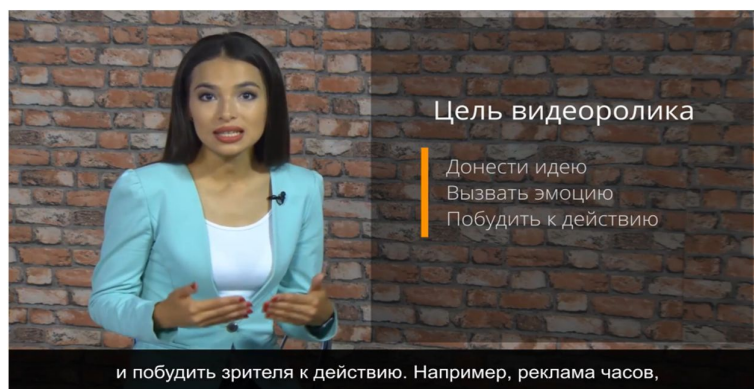 Цель видеоролика
Донести идею
Вызвать эмоцию
Побудить к действию
и побудить зрителя к действию. Например, реклама часов,